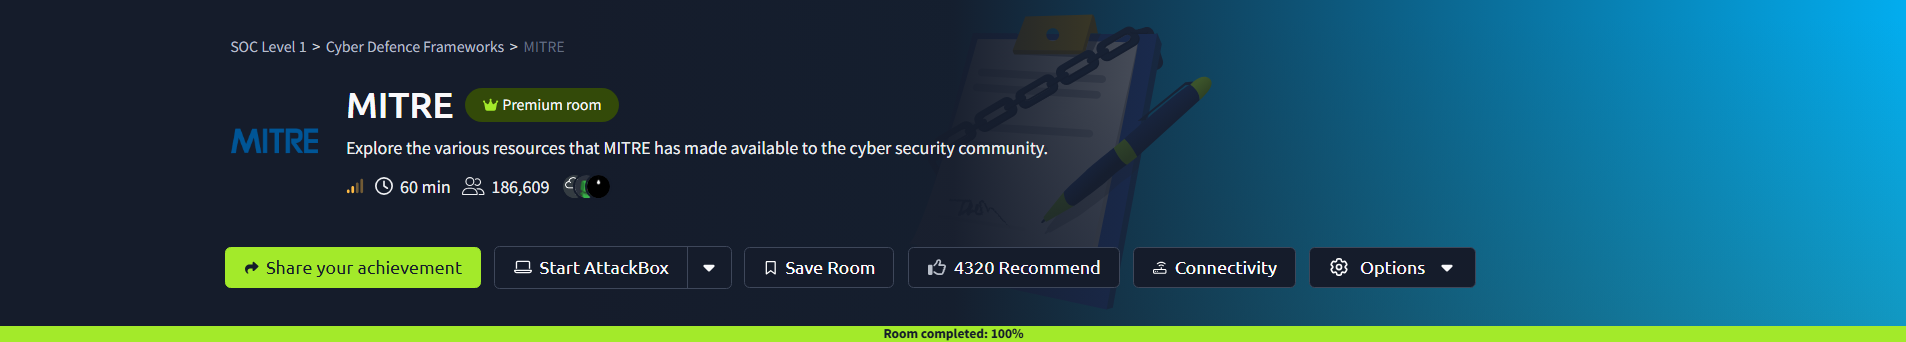 SOC Level 1 > Cyber Defence Frameworks > MITRE
MITRE
MITRE Premium room
Explore the various resources that MITRE has made available to the cyber security community.
60 min 186,609
Share your achievement Start AttackBox Save Room 4320 Recommend Connectivity Options
Room completed: 100%